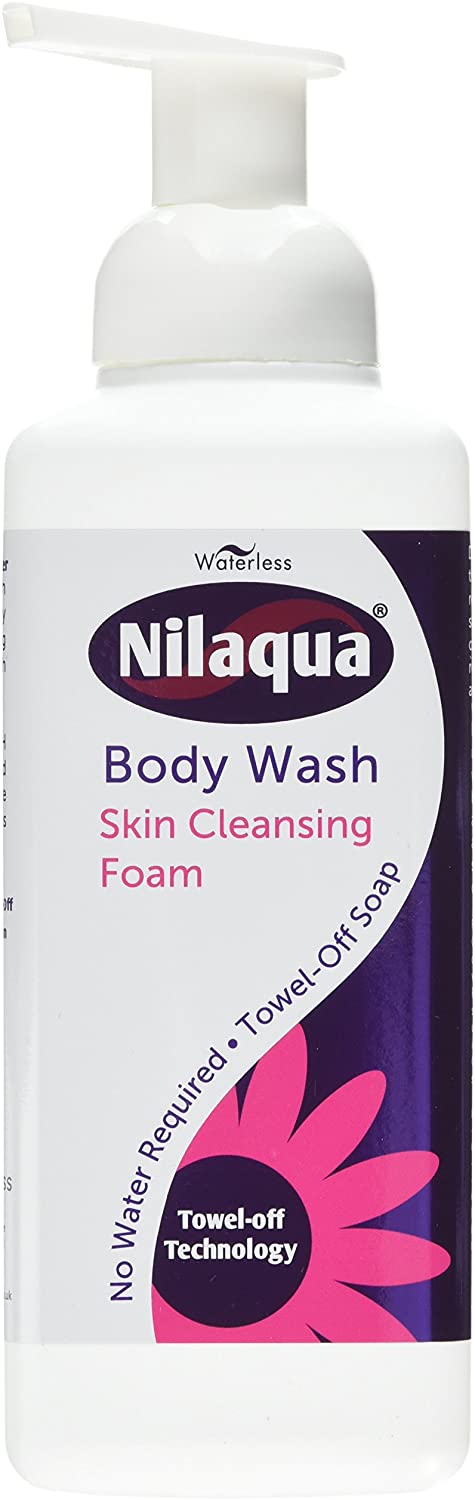 Waterless
Nilaqua®
Body Wash
Skin Cleansing
Foam
No Water Required • Towel-Off Soap
Towel-off
Technology